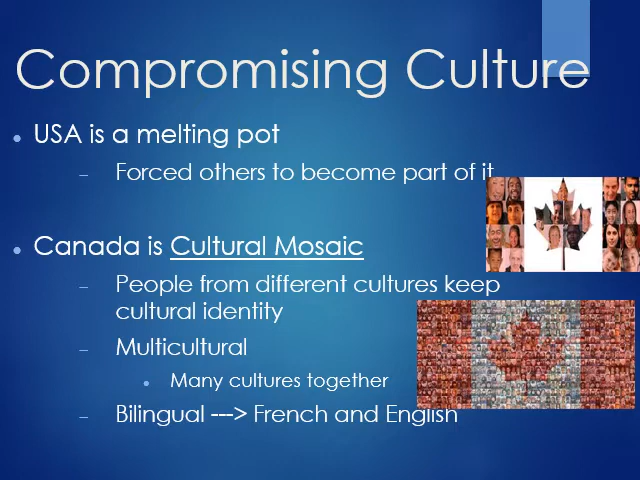 Compromising Culture
• USA is a melting pot
– Forced others to become part of it
• Canada is Cultural Mosaic
– People from different cultures keep
cultural identity
– Multicultural
• Many cultures together
– Bilingual ---> French and English